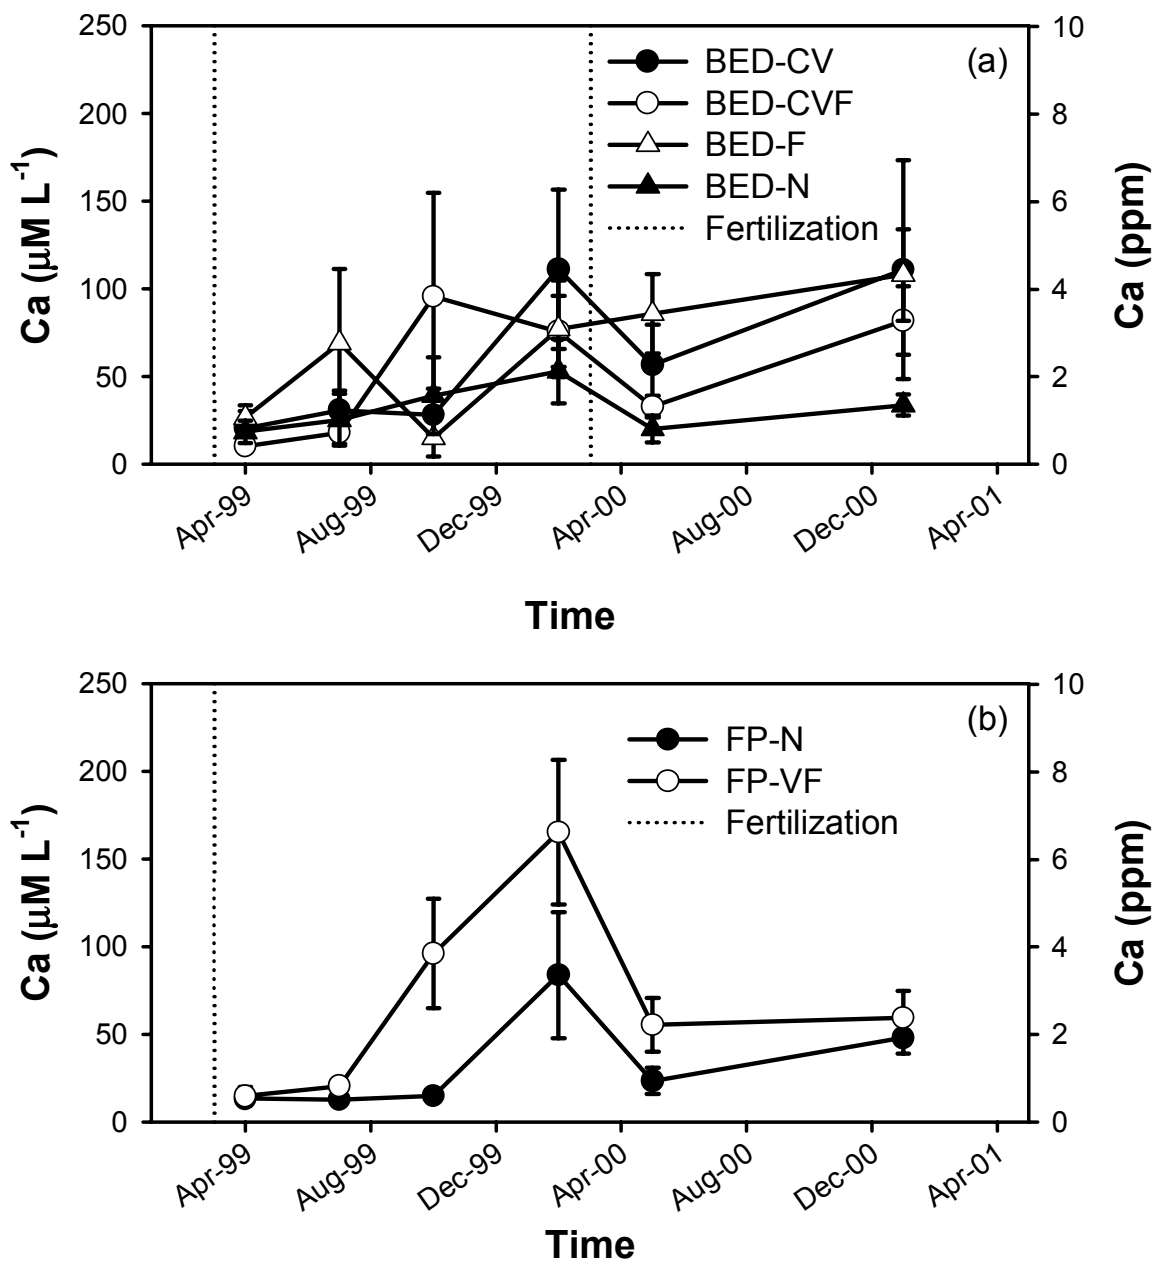 250
10
(a)
BED-CV
BED-CVF
BED-F
BED-N
Fertilization
200
8
150
6
100
4
50
2
0
0
Ca (μM L-1)
Ca (ppm)
Apr-99
Aug-99
Dec-99
Apr-00
Aug-00
Dec-00
Apr-01
Time
250
10
(b)
FP-N
FP-VF
Fertilization
200
8
150
6
100
4
50
2
0
0
Ca (μM L-1)
Ca (ppm)
Apr-99
Aug-99
Dec-99
Apr-00
Aug-00
Dec-00
Apr-01
Time